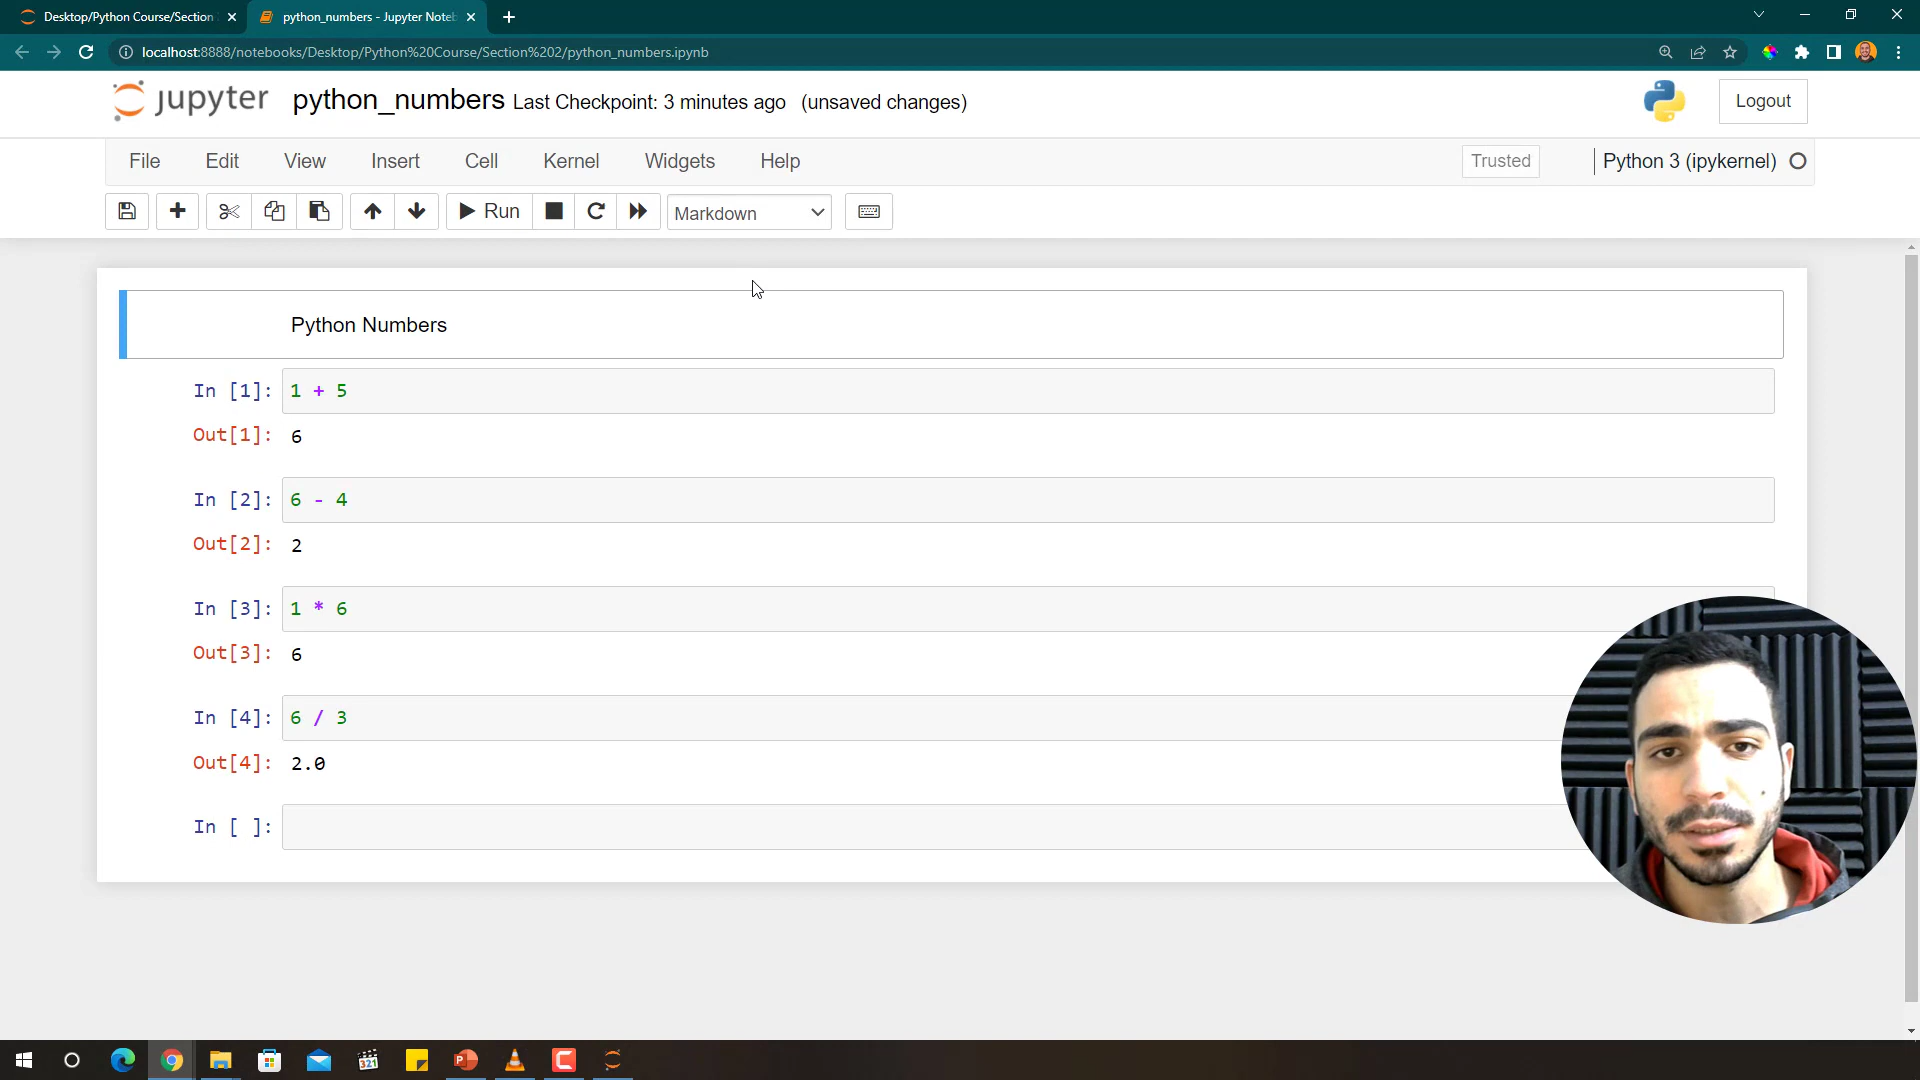 Desktop/Python Course/Section
python_numbers - Jupyter Noteb
localhost:8888/notebooks/Desktop/Python%20Course/Section%202/python_numbers.ipynb
jupyter python_numbers Last Checkpoint: 3 minutes ago (unsaved changes)
Logout
File Edit View Insert Cell Kernel Widgets Help
Trusted
Python 3 (ipykernel)
Run
Markdown
Python Numbers
In [1]: 1 + 5
Out[1]: 6
In [2]: 6 - 4
Out[2]: 2
In [3]: 1 * 6
Out[3]: 6
In [4]: 6 / 3
Out[4]: 2.0
In [ ]:
321
P
C